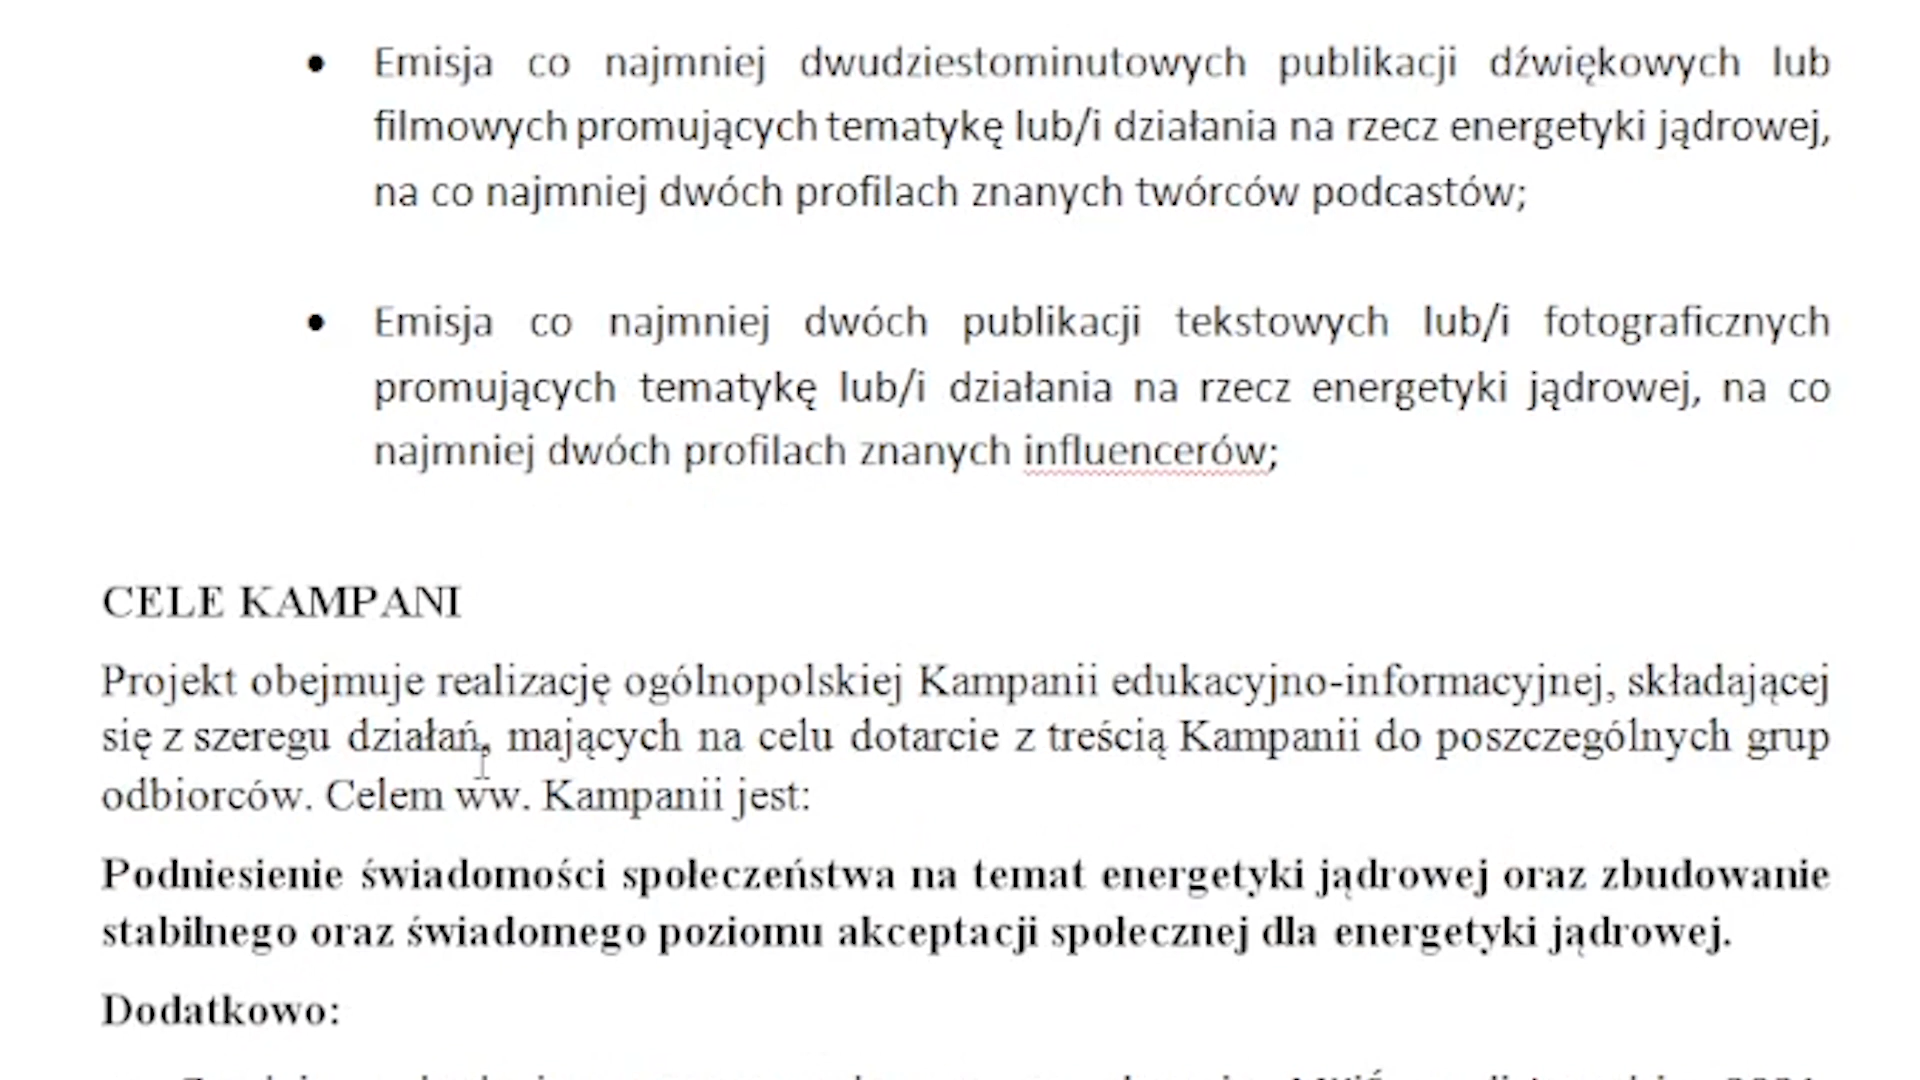 • Emisja co najmniej dwudziestominutowych publikacji dźwiękowych lub
filmowych promujących tematykę lub/i działania na rzecz energetyki jądrowej,
na co najmniej dwóch profilach znanych twórców podcastów;
• Emisja co najmniej dwóch publikacji tekstowych lub/i fotograficznych
promujących tematykę lub/i działania na rzecz energetyki jądrowej, na co
najmniej dwóch profilach znanych influencerów;
CELE KAMPANI
Projekt obejmuje realizację ogólnopolskiej Kampanii edukacyjno-informacyjnej, składającej
się z szeregu działań, mających na celu dotarcie z treścią Kampanii do poszczególnych grup
odbiorców. Celem ww. Kampanii jest:
Podniesienie świadomości społeczeństwa na temat energetyki jądrowej oraz zbudowanie
stabilnego oraz świadomego poziomu akceptacji społecznej dla energetyki jądrowej.
Dodatkowo: